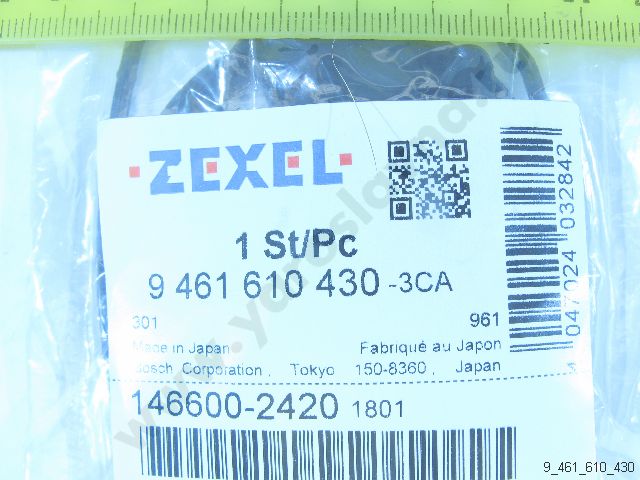 ZEXEL
1 St/Pc
9 461 610 430 -3CA
301 961
Made in Japan Fabriqué au Japon
Bosch Corporation , Tokyo 150-8360 , Japan
146600-2420 1801
047024 032842
9_461_610_430